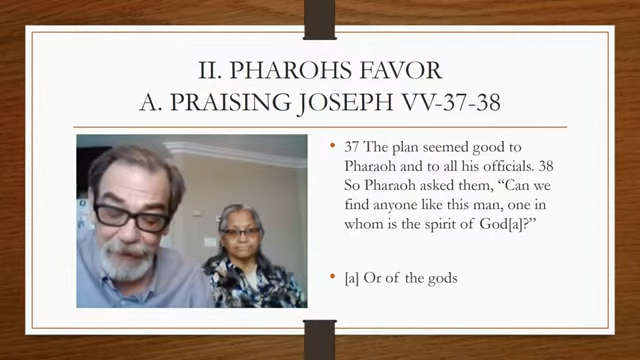 II. PHAROHS FAVOR
A. PRAISING JOSEPH VV-37-38
• 37 The plan seemed good to
Pharaoh and to all his officials. 38
So Pharaoh asked them, “Can we
find anyone like this man, one in
whom is the spirit of God[a]?”
• [a] Or of the gods